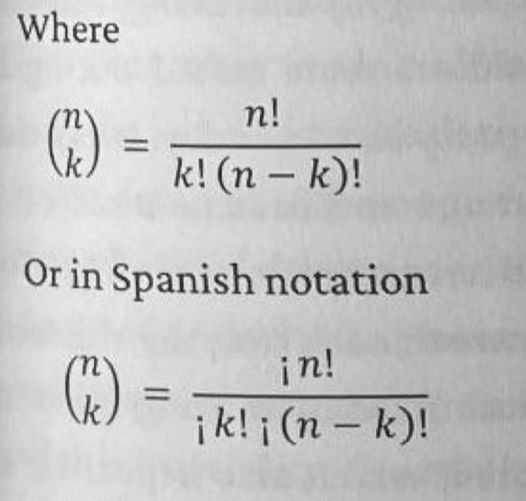 Where
(n k) = n! / k! (n − k)!
Or in Spanish notation
(n k) = ¡n! / ¡k! ¡(n − k)!